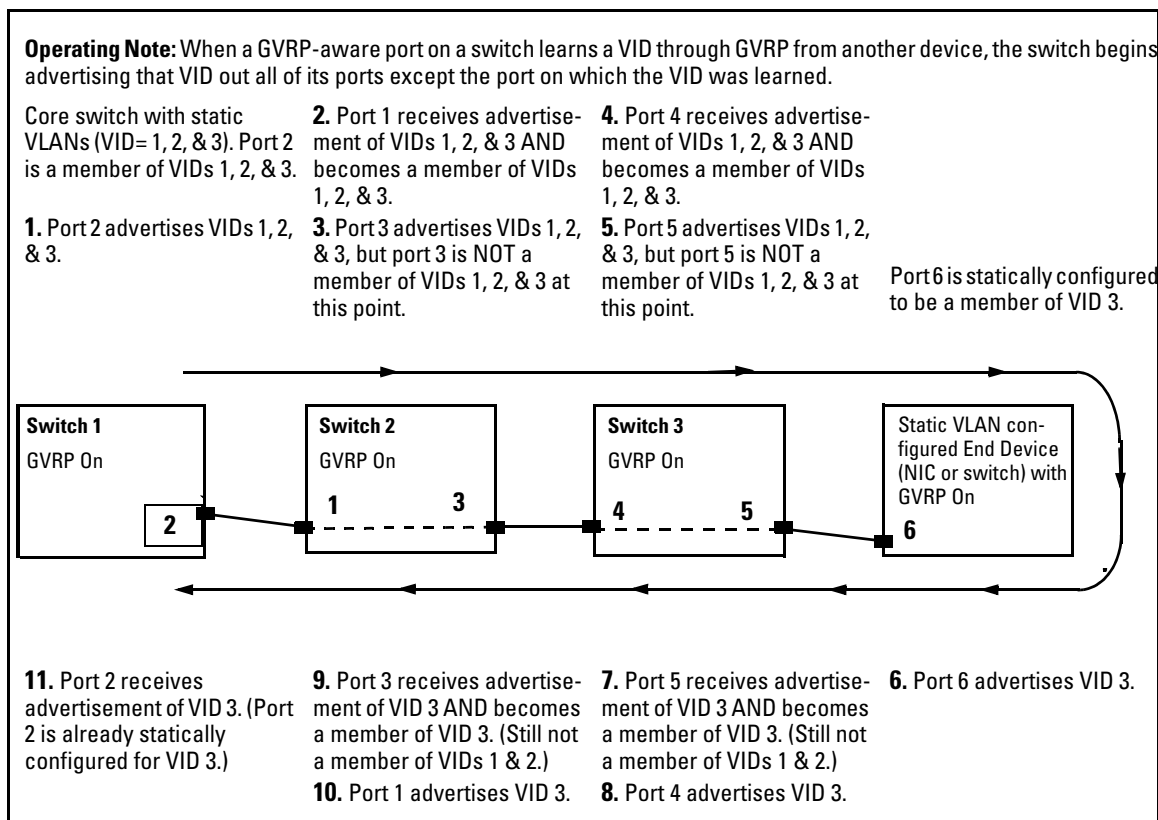 Operating Note: When a GVRP-aware port on a switch learns a VID through GVRP from another device, the switch begins
advertising that VID out all of its ports except the port on which the VID was learned.
Core switch with static
VLANs (VID= 1, 2, & 3). Port 2
is a member of VIDs 1, 2, & 3.
1. Port 2 advertises VIDs 1, 2,
& 3.
2. Port 1 receives advertise-
ment of VIDs 1, 2, & 3 AND
becomes a member of VIDs
1, 2, & 3.
3. Port 3 advertises VIDs 1, 2,
& 3, but port 3 is NOT a
member of VIDs 1, 2, & 3 at
this point.
4. Port 4 receives advertise-
ment of VIDs 1, 2, & 3 AND
becomes a member of VIDs
1, 2, & 3.
5. Port 5 advertises VIDs 1, 2,
& 3, but port 5 is NOT a
member of VIDs 1, 2, & 3 at
this point.
Port 6 is statically configured
to be a member of VID 3.
Switch 1
GVRP On
2
Switch 2
GVRP On
1 3
Switch 3
GVRP On
4 5
Static VLAN con-
figured End Device
(NIC or switch) with
GVRP On
6
11. Port 2 receives
advertisement of VID 3. (Port
2 is already statically
configured for VID 3.)
9. Port 3 receives advertise-
ment of VID 3 AND becomes
a member of VID 3. (Still not
a member of VIDs 1 & 2.)
10. Port 1 advertises VID 3.
7. Port 5 receives advertise-
ment of VID 3 AND becomes
a member of VID 3. (Still not
a member of VIDs 1 & 2.)
8. Port 4 advertises VID 3.
6. Port 6 advertises VID 3.